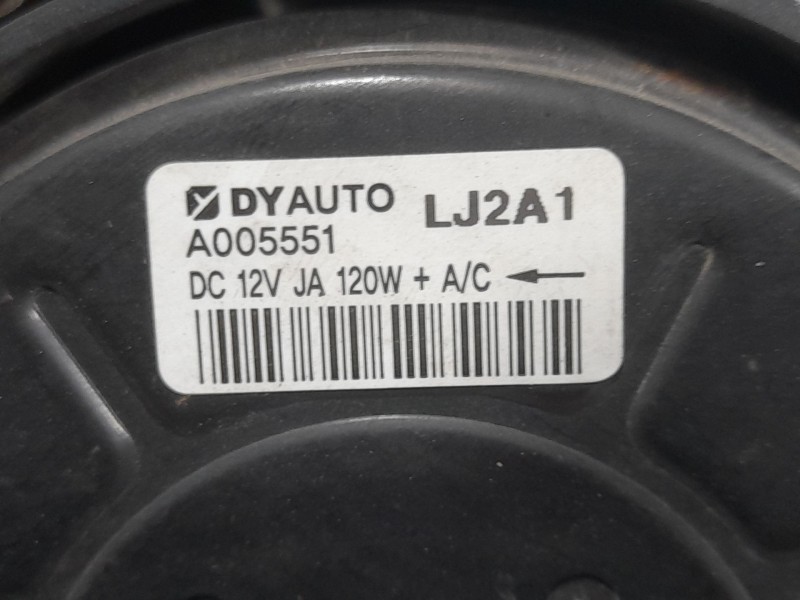 DYAUTO LJ2A1
A005551
DC 12V JA 120W + A/C